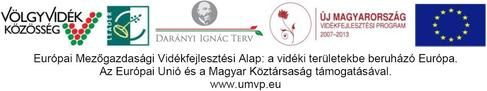 VÖLGYVIDÉK
KÖZÖSSÉG
LEADER
DARÁNYI IGNÁC TERV
ÚJ MAGYARORSZÁG
VIDÉKFEJLESZTÉSI PROGRAM
2007–2013
Európai Mezőgazdasági Vidékfejlesztési Alap: a vidéki területekbe beruházó Európa.
Az Európai Unió és a Magyar Köztársaság támogatásával.
www.umvp.eu